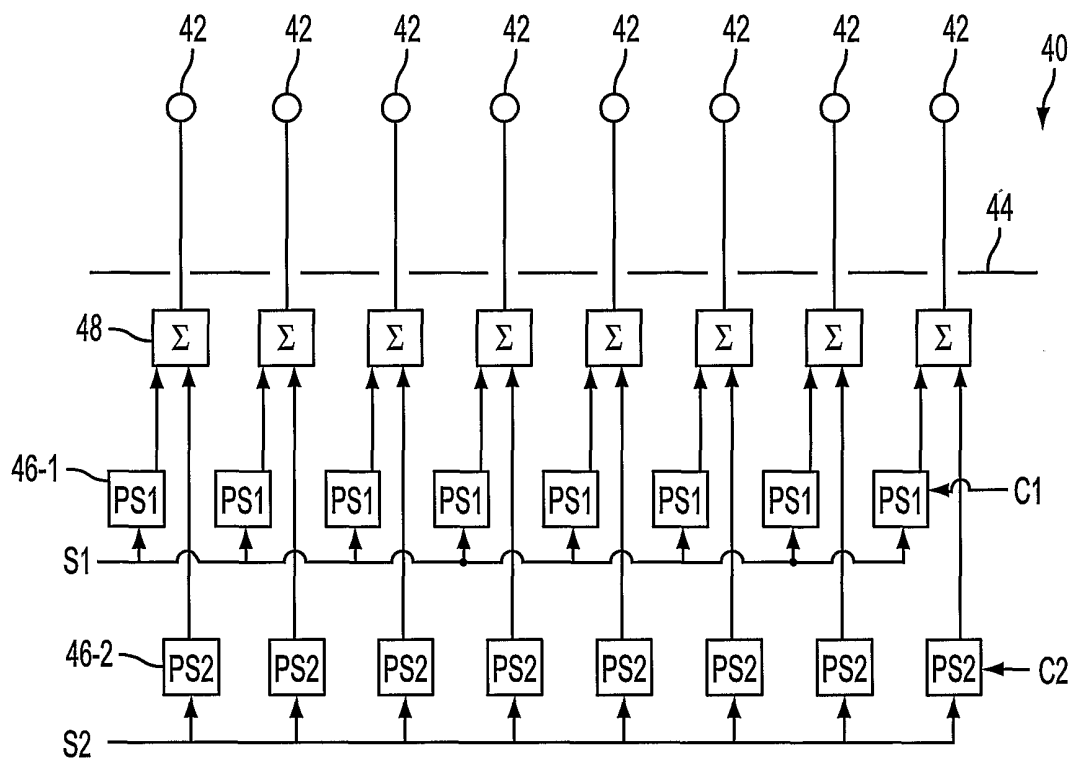 42 42 42 42 42 42 42 42
40
44
48 Σ Σ Σ Σ Σ Σ Σ Σ
46-1 PS1 PS1 PS1 PS1 PS1 PS1 PS1 PS1 C1
S1
46-2 PS2 PS2 PS2 PS2 PS2 PS2 PS2 PS2 C2
S2